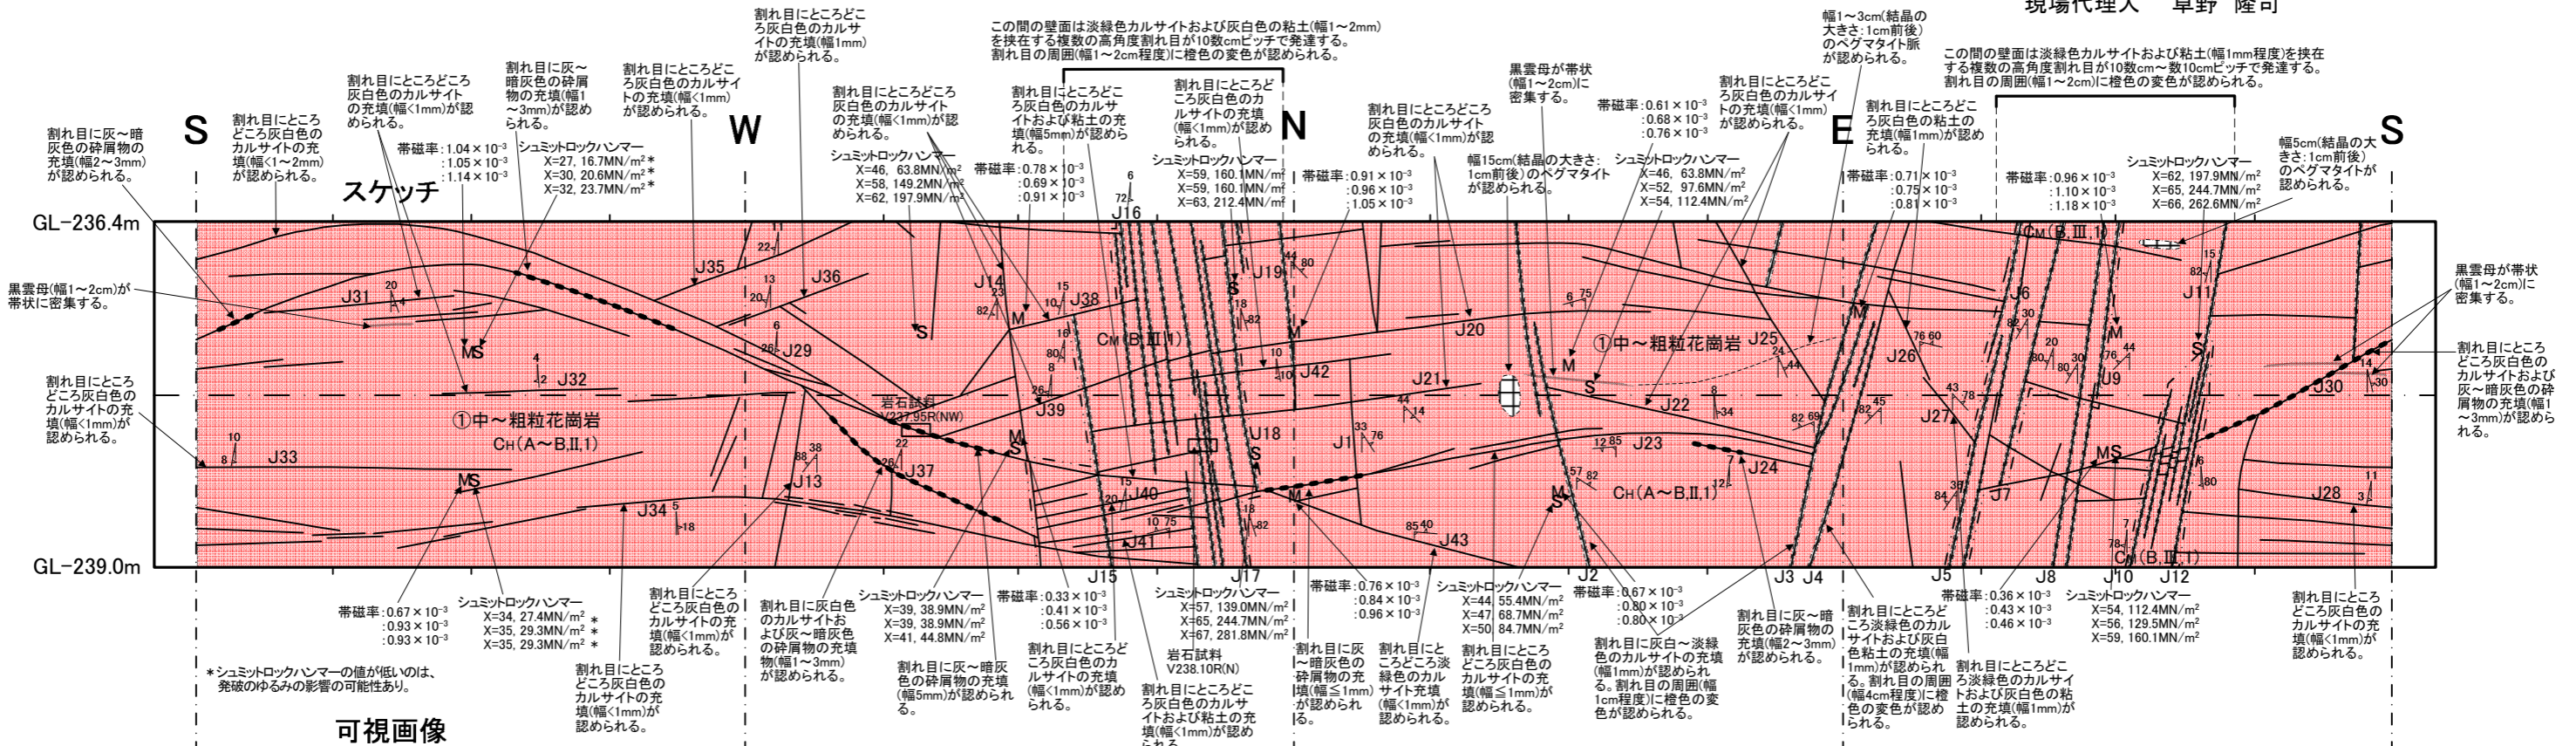 現場代理人　草野 隆司
割れ目にところどこ
ろ灰白色のカルサ
イトの充填(幅1mm)
が認められる。
この間の壁面は淡緑色カルサイトおよび灰白色の粘土(幅1～2mm)
を挟在する複数の高角度割れ目が10数cmピッチで発達する。
割れ目の周囲(幅1～2cm程度)に橙色の変色が認められる。
幅1～3cm(結晶の
大きさ:1cm前後)
のペグマタイト脈
が認められる。
この間の壁面は淡緑色カルサイトおよび粘土(幅1mm程度)を挟在
する複数の高角度割れ目が10数cm～数10cmピッチで発達する。
割れ目の周囲(幅1～2cm)に橙色の変色が認められる。
割れ目に灰～暗
灰色の砕屑物の
充填(幅2～3mm)
が認められる。
割れ目にところ
どころ灰白色の
カルサイトの充
填(幅<1～2mm)
が認められる。
割れ目にところどころ
灰白色のカルサイト
の充填(幅<1mm)が認
められる。
割れ目に灰～
暗灰色の砕屑
物の充填(幅1
～3mm)が認め
られる。
割れ目にところどこ
ろ灰白色のカルサイ
トの充填(幅<1mm)
が認められる。
割れ目にところどころ
灰白色のカルサイト
の充填(幅<1mm)が認
められる。
割れ目にところどこ
ろ灰白色のカルサ
イトおよび粘土の充
填(幅5mm)が認めら
れる。
割れ目にところど
ころ灰白色のカ
ルサイトの充填
(幅<1mm)が認め
られる。
割れ目にところどころ
灰白色のカルサイト
の充填(幅<1mm)が認
められる。
黒雲母が帯状
(幅1～2cm)に
密集する。
割れ目にところどこ
ろ灰白色のカルサイ
トの充填(幅<1mm)
が認められる。
割れ目にところどこ
ろ灰白色の粘土の
充填(幅1mm)が認め
られる。
幅5cm(結晶の大
きさ:1cm前後)
のペグマタイトが
認められる。
幅15cm(結晶の大きさ:
1cm前後)のペグマタイト
が認められる。
S
W
N
E
S
スケッチ
帯磁率:1.04×10⁻³
:1.05×10⁻³
:1.14×10⁻³
シュミットロックハンマー
X=27, 16.7MN/m²*
X=30, 20.6MN/m²*
X=32, 23.7MN/m²*
シュミットロックハンマー
X=46, 63.8MN/m²
X=58, 149.2MN/m²
X=62, 197.9MN/m²
帯磁率:0.78×10⁻³
:0.69×10⁻³
:0.91×10⁻³
シュミットロックハンマー
X=59, 160.1MN/m²
X=59, 160.1MN/m²
X=63, 212.4MN/m²
帯磁率:0.91×10⁻³
:0.96×10⁻³
:1.05×10⁻³
帯磁率:0.61×10⁻³
:0.68×10⁻³
:0.76×10⁻³
シュミットロックハンマー
X=46, 63.8MN/m²
X=52, 97.6MN/m²
X=54, 112.4MN/m²
帯磁率:0.71×10⁻³
:0.75×10⁻³
:0.81×10⁻³
帯磁率:0.96×10⁻³
:1.10×10⁻³
:1.18×10⁻³
シュミットロックハンマー
X=62, 197.9MN/m²
X=65, 244.7MN/m²
X=66, 262.6MN/m²
GL-236.4m
GL-239.0m
黒雲母(幅1～2cm)が
帯状に密集する。
割れ目にところ
どころ灰白色の
カルサイトの充
填(幅<1mm)が
認められる。
黒雲母が帯状
(幅1～2cm)に
密集する。
割れ目にところ
どころ灰白色の
カルサイトおよび
灰～暗灰色の砕
屑物の充填(幅1
～3mm)が認めら
れる。
J16
J35
J36
J14
J38
J19
J31
J29
J20
J25
J6
J11
J26
J9
J32
J39
J42
J21
J22
J27
J30
J33
J37
J40
J18
J1
J23
J24
J7
J28
J34
J13
J41
J43
①中～粗粒花崗岩
CH(A～B,Ⅱ,1)
CM(B,Ⅲ,1)
①中～粗粒花崗岩
CH(A～B,Ⅱ,1)
CM(B,Ⅲ,1)
CM(B,Ⅲ,1)
岩石試料
V237.95R(NW)
J15
J17
J2
J3
J4
J5
J8
J10
J12
帯磁率:0.67×10⁻³
:0.93×10⁻³
:0.93×10⁻³
シュミットロックハンマー
X=34, 27.4MN/m² *
X=35, 29.3MN/m² *
X=35, 29.3MN/m² *
*シュミットロックハンマーの値が低いのは、
発破のゆるみの影響の可能性あり。
割れ目にところ
どころ灰白色の
カルサイトの充
填(幅<1mm)が
認められる。
割れ目にところ
どころ灰白色の
カルサイトの充
填(幅<1mm)が
認められる。
割れ目に灰白色
のカルサイトお
よび灰～暗灰色
の砕屑物の充填
物(幅1～3mm)
が認められる。
シュミットロックハンマー
X=39, 38.9MN/m²
X=39, 38.9MN/m²
X=41, 44.8MN/m²
割れ目に灰～暗灰
色の砕屑物の充填
(幅5mm)が認められ
る。
帯磁率:0.33×10⁻³
:0.41×10⁻³
:0.56×10⁻³
割れ目にところど
ころ灰白色のカ
ルサイトの充填
(幅<1mm)が認め
られる。
シュミットロックハンマー
X=57, 139.0MN/m²
X=65, 244.7MN/m²
X=67, 281.8MN/m²
岩石試料
V238.10R(N)
割れ目にところどこ
ろ灰白色のカルサ
イトおよび粘土の充
填(幅<1mm)が認め
られる。
帯磁率:0.76×10⁻³
:0.84×10⁻³
:0.96×10⁻³
割れ目に灰
～暗灰色の
砕屑物の充
填(幅≦1mm)
が認められ
る。
割れ目にと
ころどころ淡
緑色のカル
サイト充填
(幅<1mm)が
認められる。
シュミットロックハンマー
X=44, 55.4MN/m²
X=47, 68.7MN/m²
X=50, 84.7MN/m²
割れ目にところ
どころ灰白色の
カルサイトの充
填(幅≦1mm)が
認められる。
帯磁率:0.67×10⁻³
:0.80×10⁻³
:0.80×10⁻³
割れ目に灰白～淡緑
色のカルサイトの充填
(幅1mm)が認められ
る。割れ目の周囲(幅
1cm程度)に橙色の変
色が認められる。
割れ目に灰～暗
灰色の砕屑物の
充填(幅2～3mm)
が認められる。
割れ目にところど
ころ淡緑色のカル
サイトおよび灰白
色粘土の充填(幅
1mm)が認められ
る。割れ目の周囲
(幅4cm程度)に橙
色の変色が認め
られる。
帯磁率:0.36×10⁻³
:0.43×10⁻³
:0.46×10⁻³
割れ目にところどこ
ろ淡緑色のカルサイ
トおよび灰白色の粘
土の充填(幅1mm)が
認められる。
シュミットロックハンマー
X=54, 112.4MN/m²
X=56, 129.5MN/m²
X=59, 160.1MN/m²
割れ目にところ
どころ灰白色の
カルサイトの充
填(幅<1mm)が
認められる。
可視画像